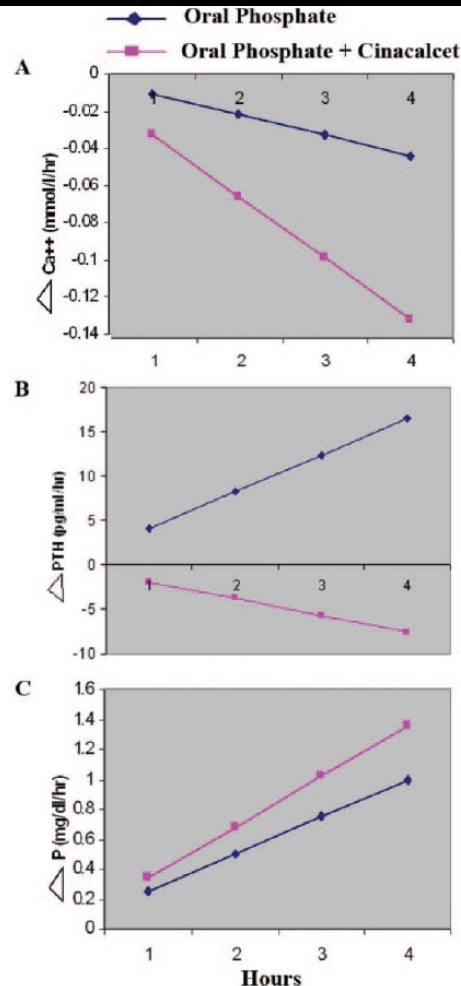 Oral Phosphate
Oral Phosphate + Cinacalcet
A
0
-0.02
-0.04
-0.06
-0.08
-0.1
-0.12
-0.14
1 2 3 4
1 2 3 4
△ Ca++ (mmol/l/hr)
B
20
15
10
5
0
-5
-10
1 2 3 4
△ PTH (pg/ml/hr)
C
1.6
1.4
1.2
1
0.8
0.6
0.4
0.2
0
△ P (mg/dl/hr)
1 2 3 4
Hours